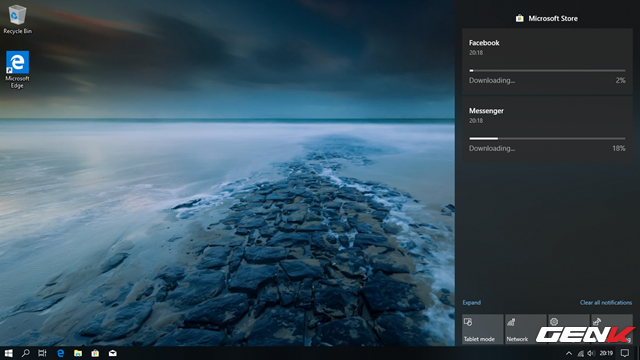 Recycle Bin
Microsoft
Edge
Microsoft Store
Facebook
20:18
Downloading...
2%
Messenger
20:18
Downloading...
18%
Expand
Clear all notifications
Tablet mode
Network
GENK
20:19